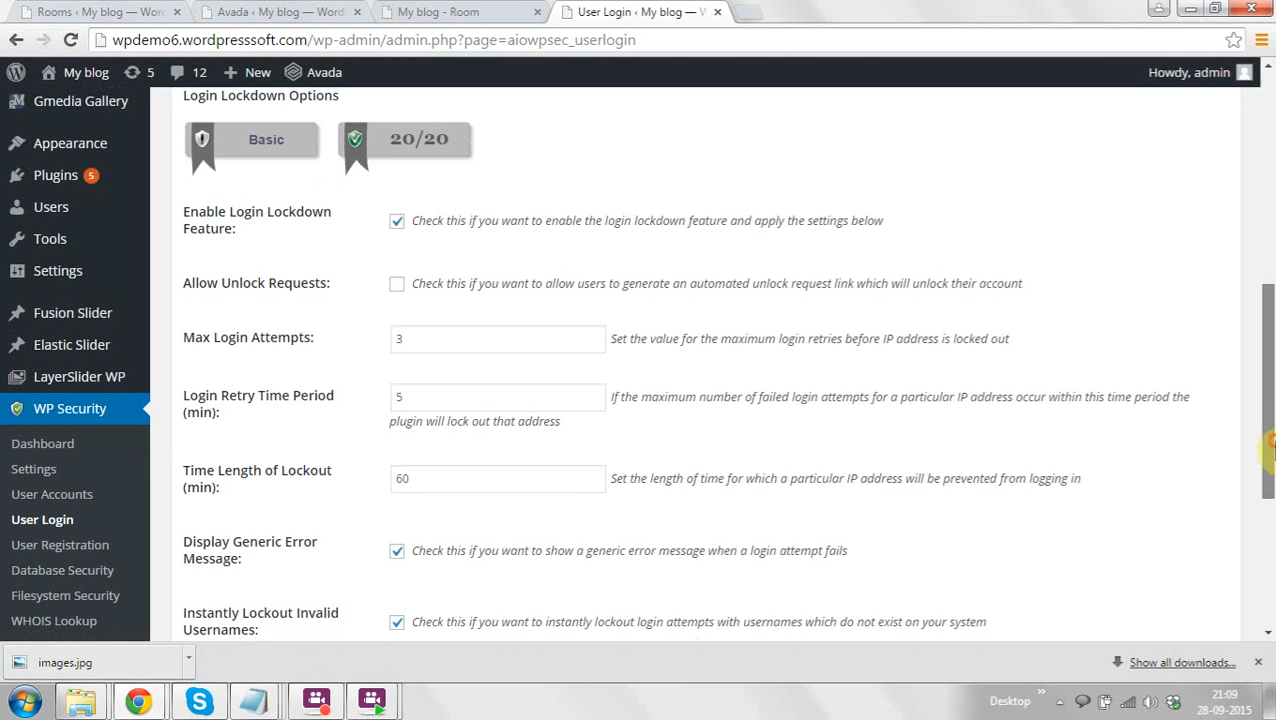 Rooms ‹ My blog — Word
Avada ‹ My blog — Word
My blog - Room
User Login ‹ My blog — W
wpdemo6.wordpresssoft.com/wp-admin/admin.php?page=aiowpsec_userlogin
My blog
5
12
New
Avada
Howdy, admin
Gmedia Gallery
Appearance
Plugins 5
Users
Tools
Settings
Fusion Slider
Elastic Slider
LayerSlider WP
WP Security
Dashboard
Settings
User Accounts
User Login
User Registration
Database Security
Filesystem Security
WHOIS Lookup
Login Lockdown Options
Basic
20/20
Enable Login Lockdown
Feature:
Check this if you want to enable the login lockdown feature and apply the settings below
Allow Unlock Requests:
Check this if you want to allow users to generate an automated unlock request link which will unlock their account
Max Login Attempts:
3
Set the value for the maximum login retries before IP address is locked out
Login Retry Time Period
(min):
5
If the maximum number of failed login attempts for a particular IP address occur within this time period the
plugin will lock out that address
Time Length of Lockout
(min):
60
Set the length of time for which a particular IP address will be prevented from logging in
Display Generic Error
Message:
Check this if you want to show a generic error message when a login attempt fails
Instantly Lockout Invalid
Usernames:
Check this if you want to instantly lockout login attempts with usernames which do not exist on your system
images.jpg
Show all downloads...
Desktop
21:09
28-09-2015